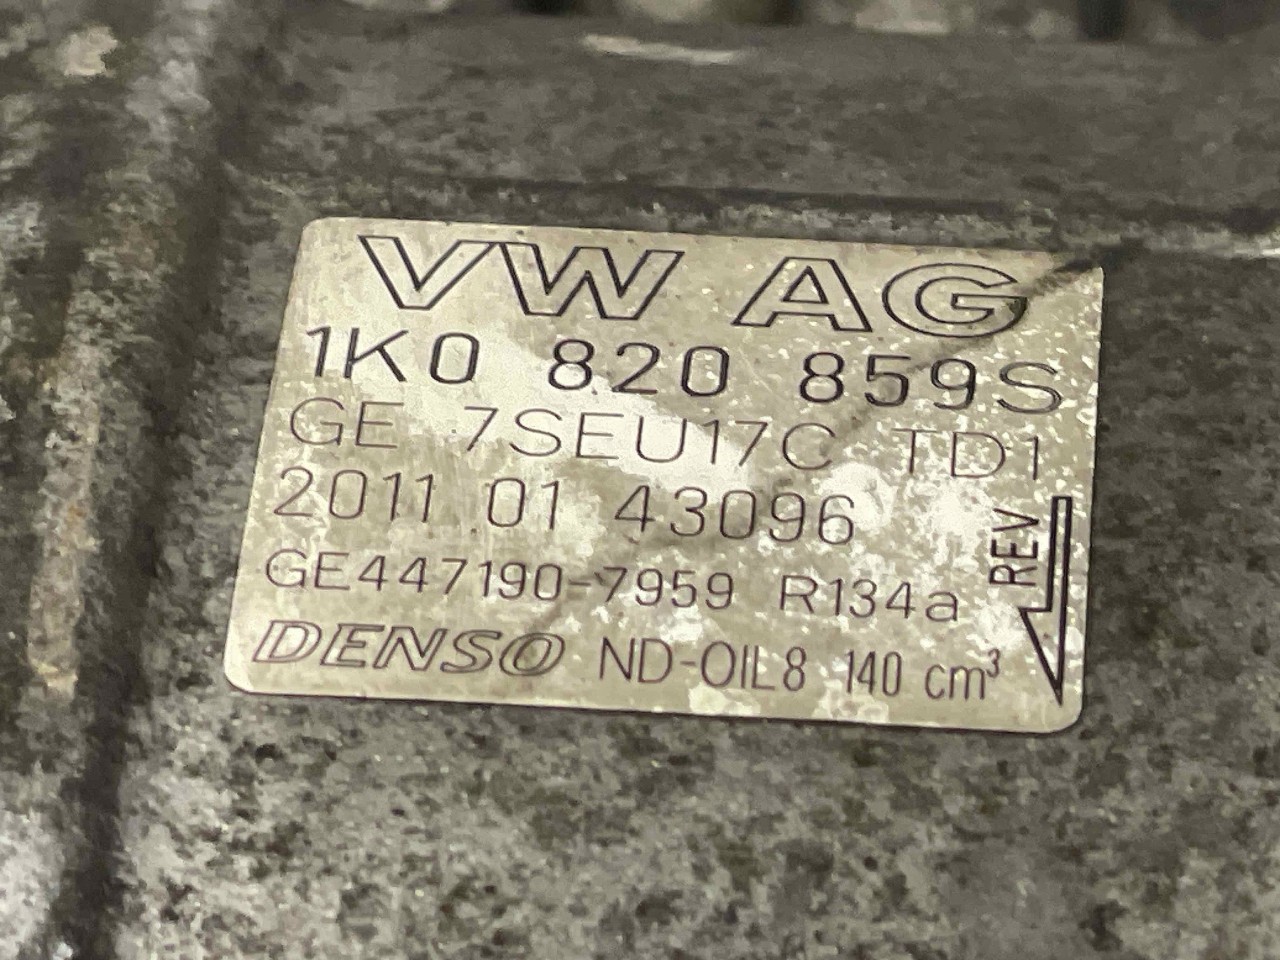 VW AG
1K0 820 859S
GE 7SEU17C TD1
2011 01 43096
GE447190-7959 R134a
DENSO ND-OIL8 140 cm³
REV